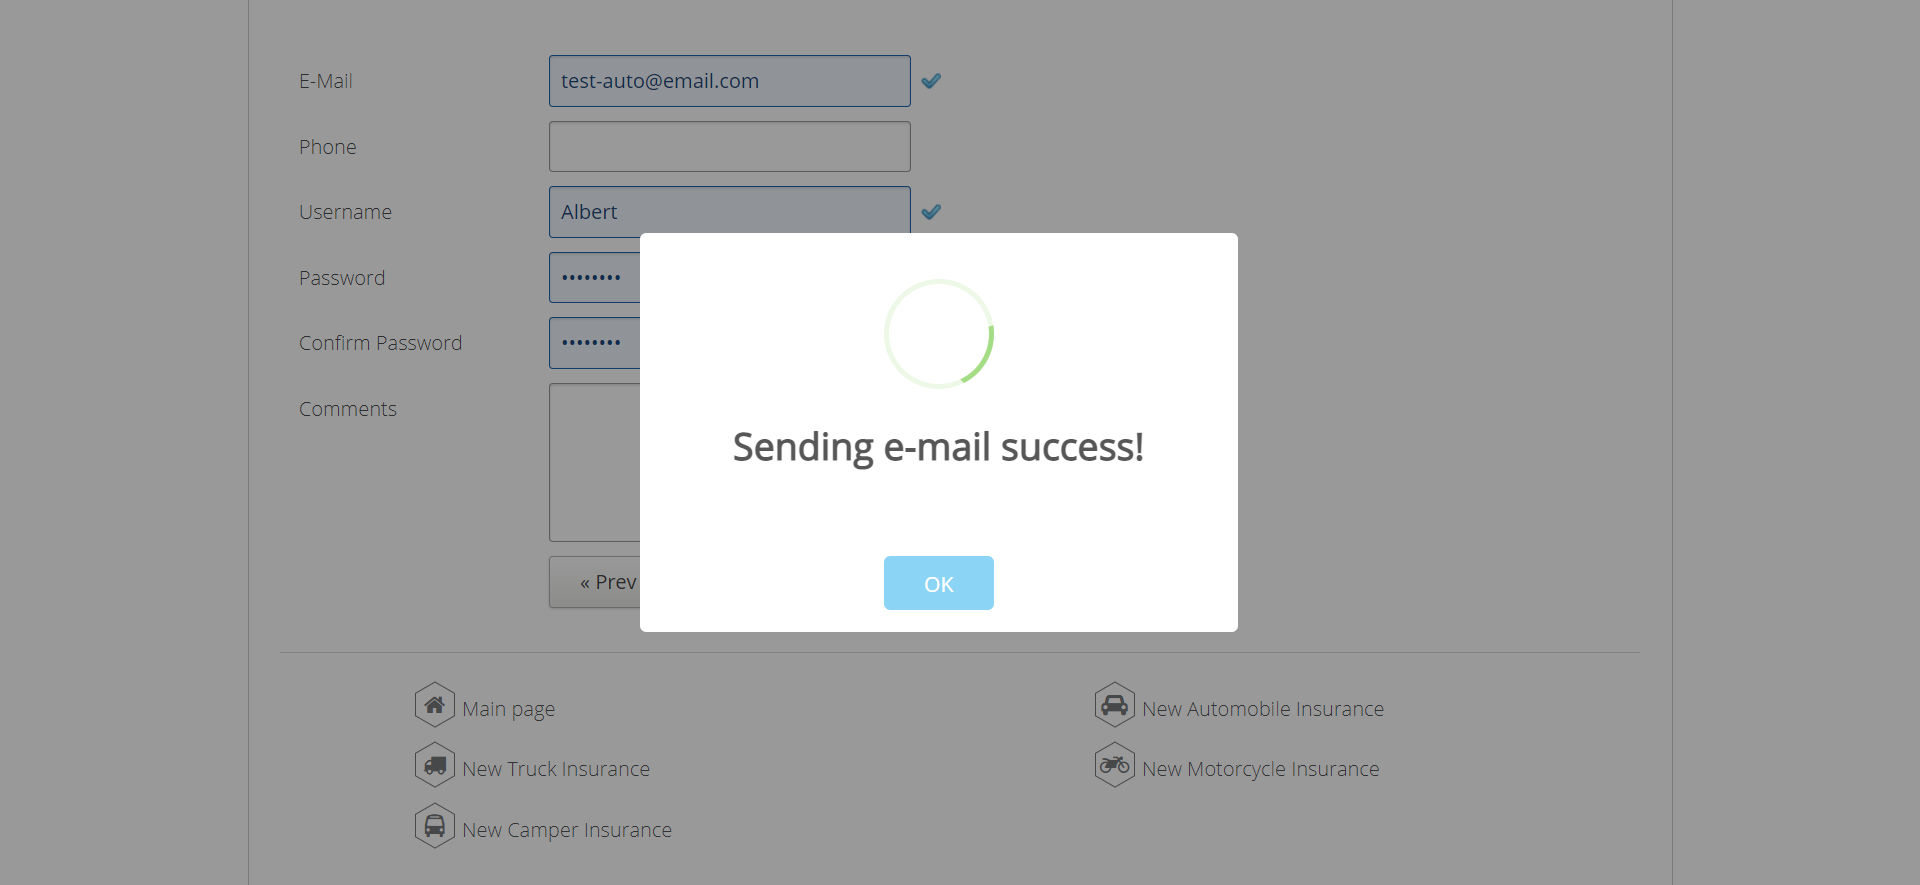 E-Mail
test-auto@email.com
Phone
Username
Albert
Password
••••••••
Confirm Password
••••••••
Comments
Sending e-mail success!
OK
« Prev
Main page
New Automobile Insurance
New Truck Insurance
New Motorcycle Insurance
New Camper Insurance